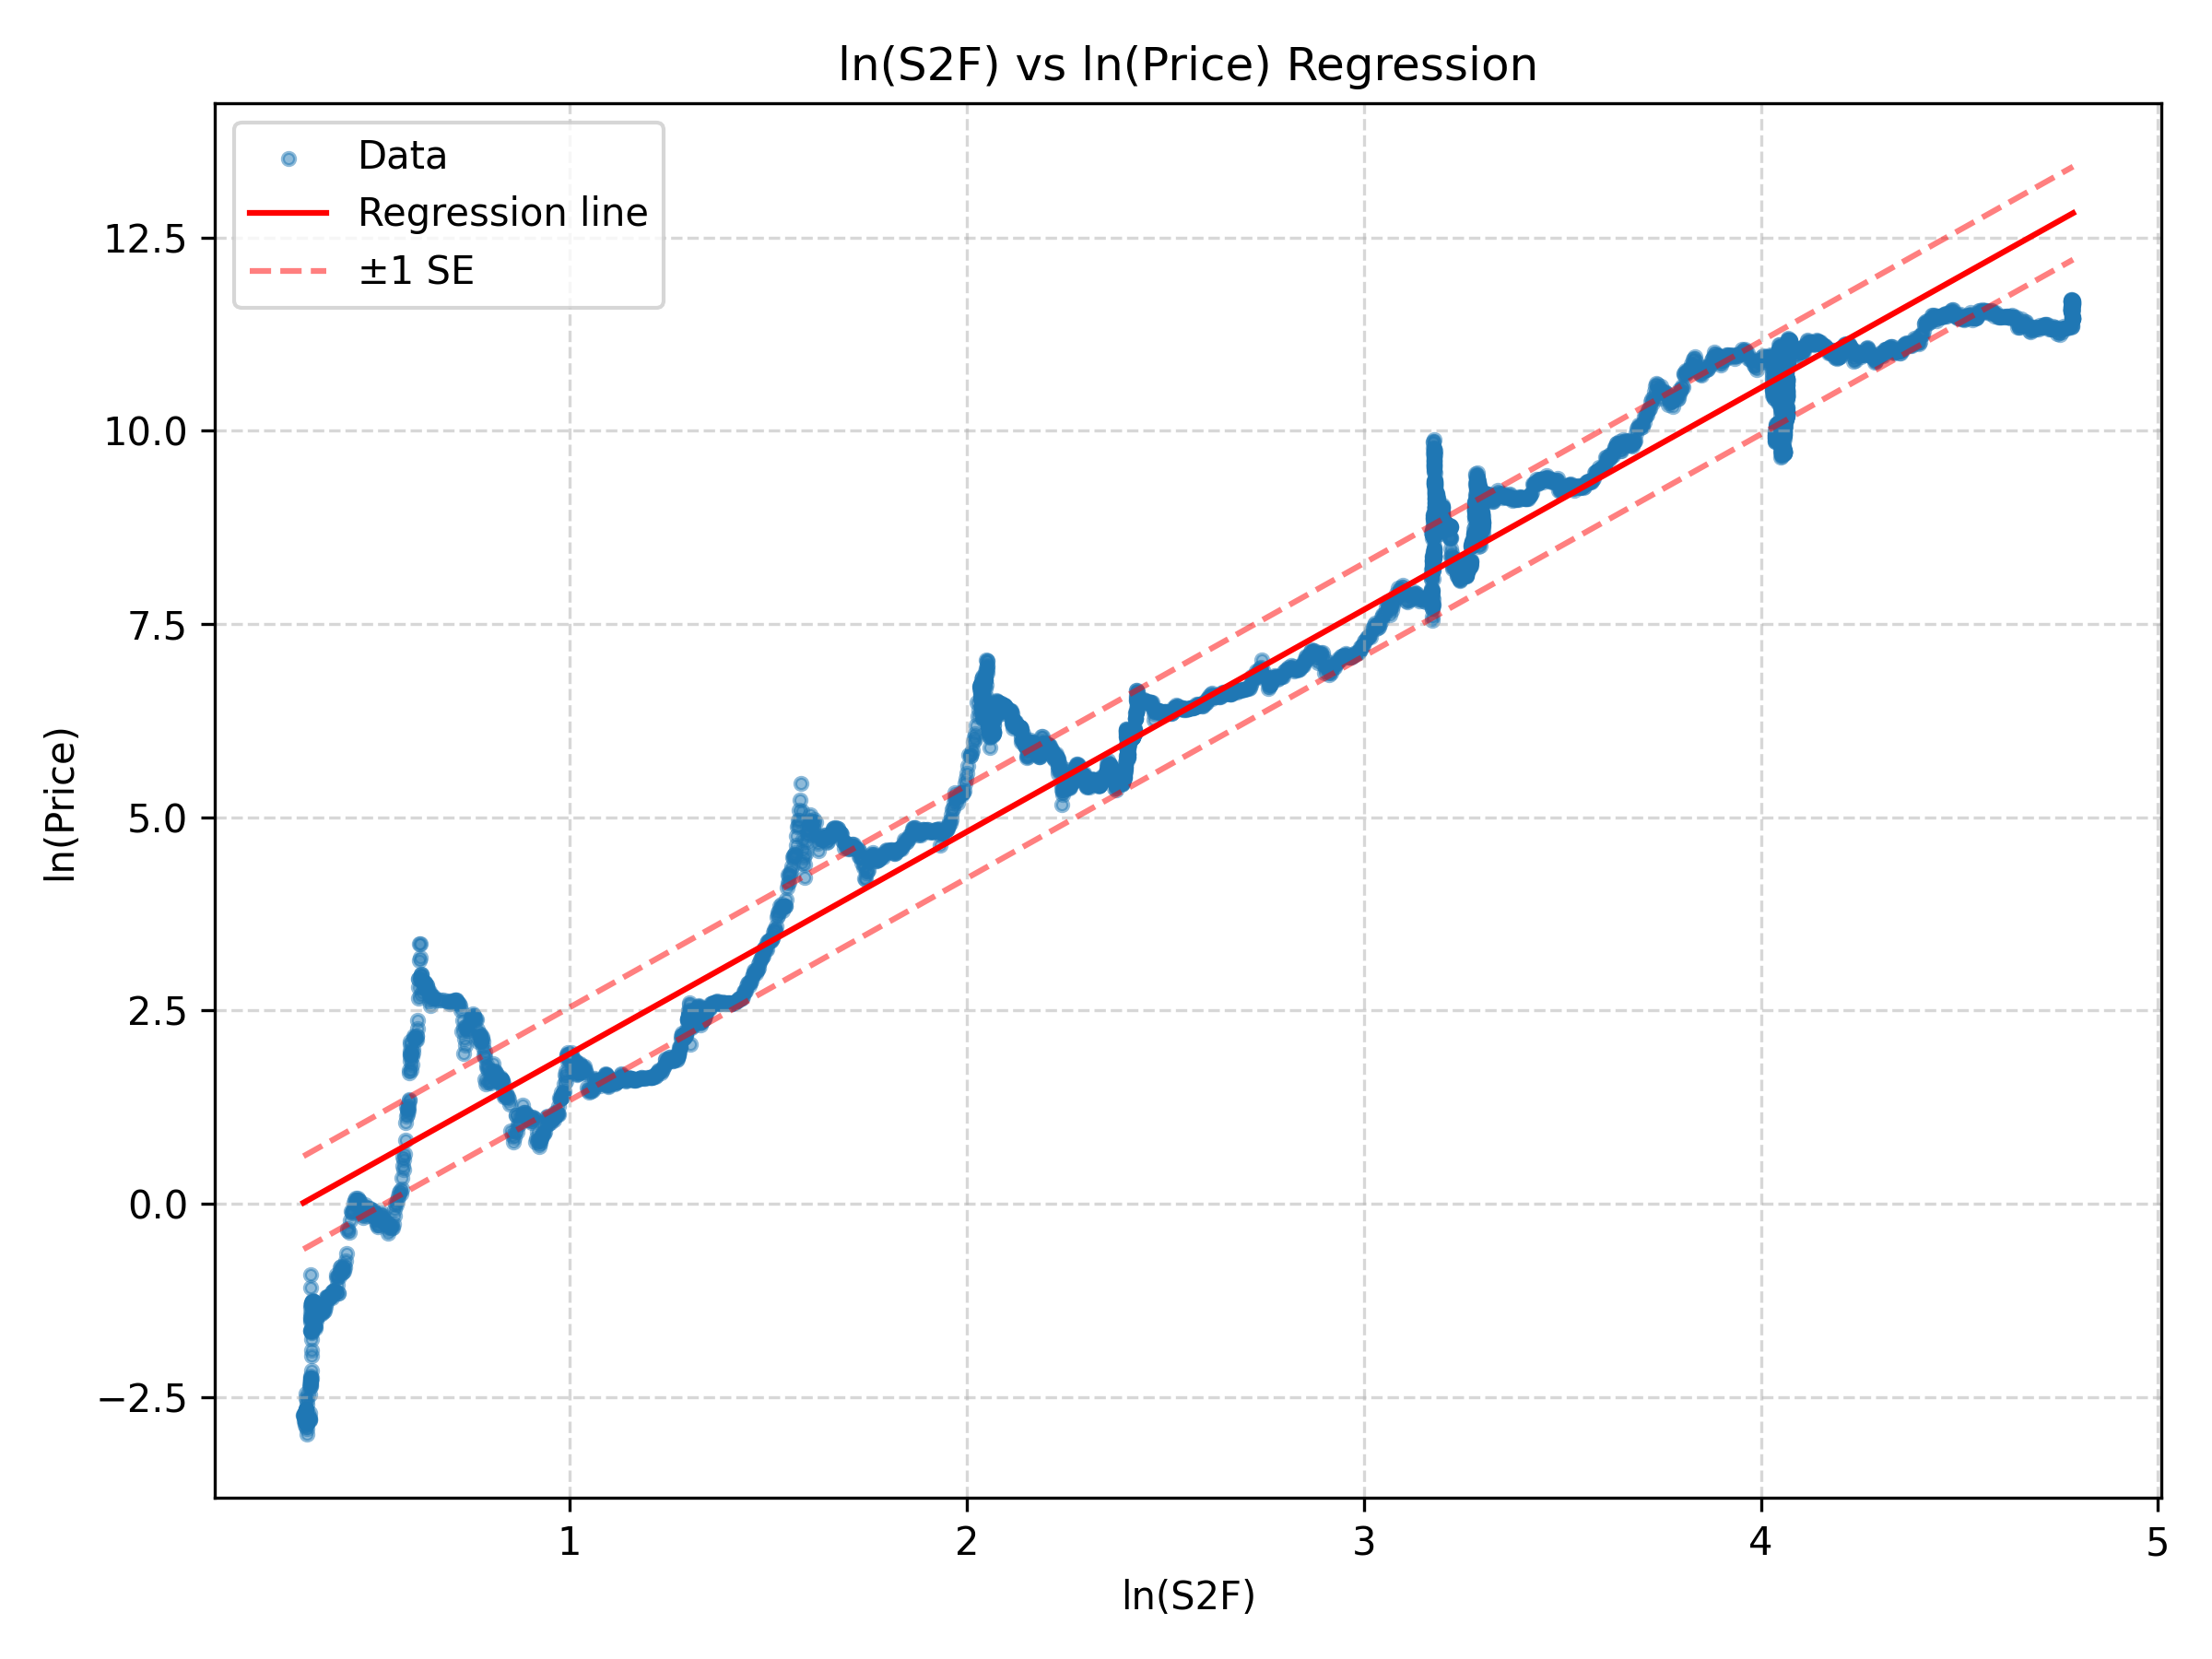 ln(S2F) vs ln(Price) Regression
Data
Regression line
±1 SE
12.5
10.0
7.5
5.0
2.5
0.0
−2.5
ln(Price)
1
2
3
4
5
ln(S2F)